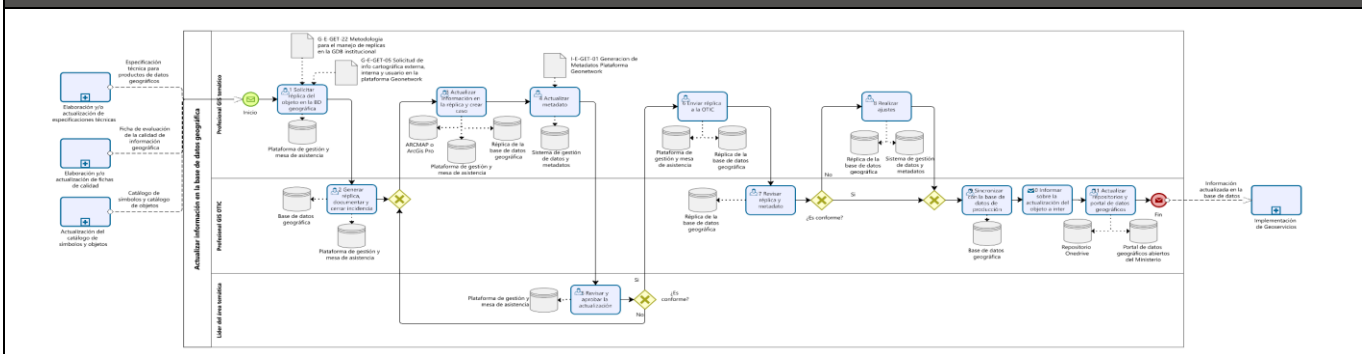 Especificación
técnica para
productos de datos
geográficos
Elaboración y/o
actualización de
especificaciones técnicas
Ficha de evaluación
de la calidad de
información
geográfica
Elaboración y/o
actualización de fichas
de calidad
Catálogo de
símbolos y catálogo
de objetos
Actualización del
catálogo de
símbolos y objetos
Actualizar información en la base de datos geográfica
Profesional GIS temático
Inicio
G-E-GET-22 Metodología
para el manejo de replicas
en la GDB institucional
G-E-GET-05 Solicitud de
info cartográfica externa,
interna y usuario en la
plataforma Geonetwork
1 Solicitar
réplica del
objeto en la BD
geográfica
Plataforma de gestión y
mesa de asistencia
Actualizar
información en
la réplica y crear
caso
ARCMAP o
ArcGis Pro
Plataforma de gestión y
mesa de asistencia
Réplica de la
base de datos
geográfica
I-E-GET-01 Generacion de
Metadatos Plataforma
Geonetwork
4 Actualizar
metadato
Sistema de gestión
de datos y
metadatos
Enviar réplica
a la OTIC
Plataforma de
gestión y mesa
de asistencia
Réplica de la
base de datos
geográfica
Realizar
ajustes
Réplica de la
base de datos
geográfica
Sistema de gestión
de datos y
metadatos
Profesional GIS OTIC
2 Generar
réplica,
documentar y
cerrar incidencia
Base de datos
geográfica
Plataforma de gestión y
mesa de asistencia
7 Revisar
réplica y
metadato
Réplica de la
base de datos
geográfica
No
Si
¿Es conforme?
Sincronizar
con la base
de datos de
producción
Base de datos
geográfica
Informar
sobre la
actualización del
objeto a inter
Actualizar
repositorios y
portal de datos
geográficos
Repositorio
Onedrive
Portal de datos
geográficos abiertos
del Ministerio
Fin
Información
actualizada en la
base de datos
Implementación
de Geoservicios
Líder del área temática
Plataforma de gestión y
mesa de asistencia
Revisar y
aprobar la
actualización
Si
¿Es
conforme?
No